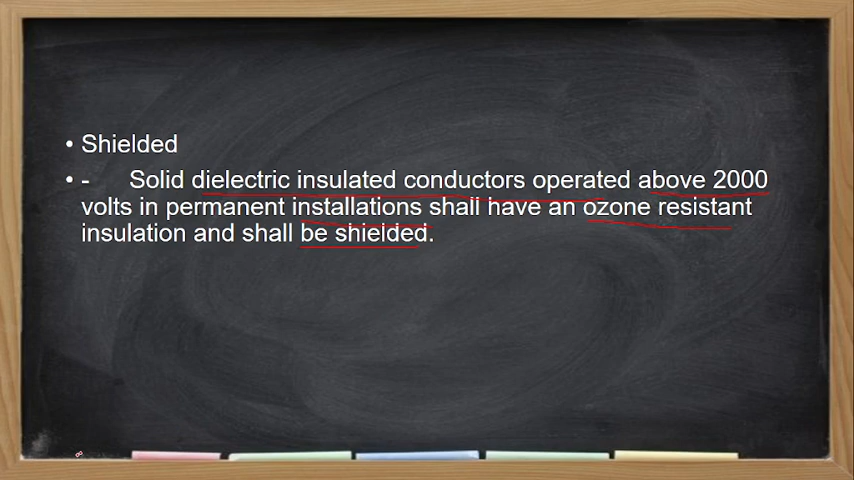 • Shielded
• - Solid dielectric insulated conductors operated above 2000
volts in permanent installations shall have an ozone resistant
insulation and shall be shielded.